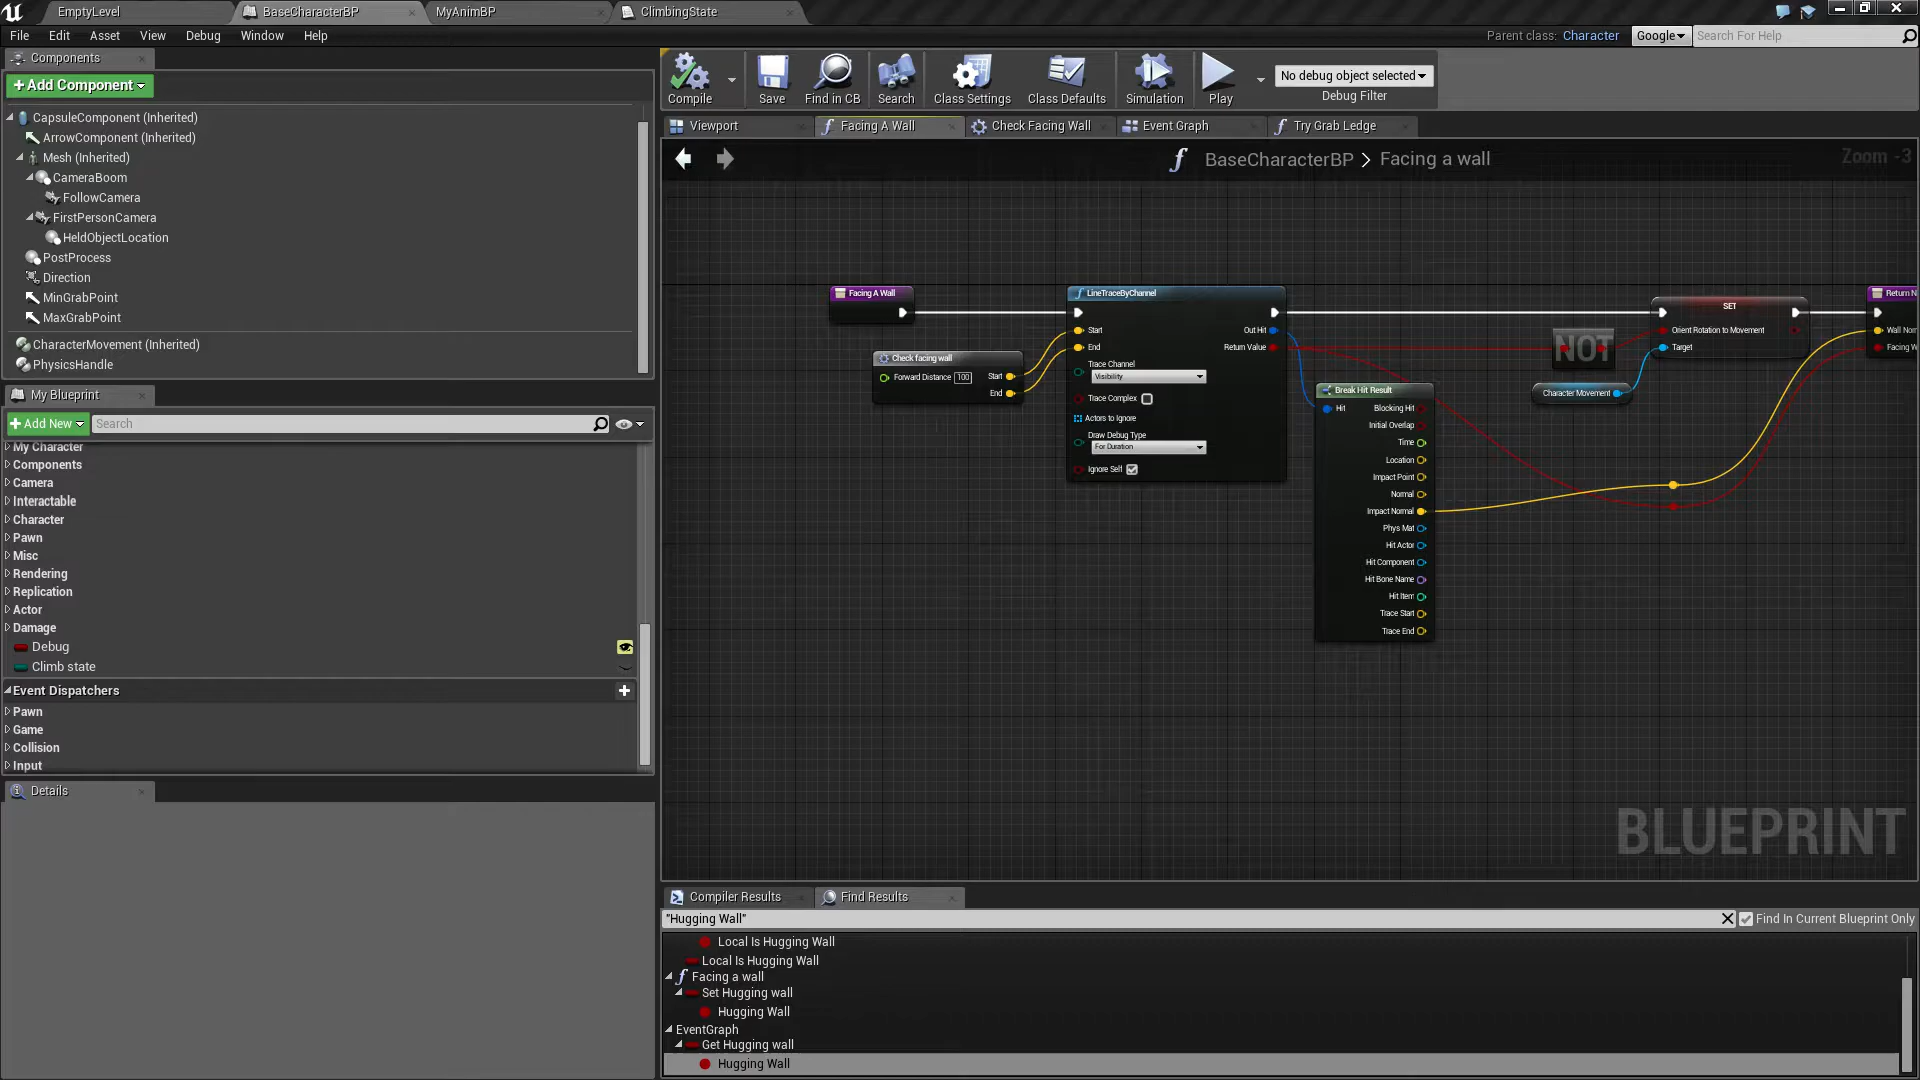 EmptyLevel
BaseCharacterBP
MyAnimBP
ClimbingState
File Edit Asset View Debug Window Help
Parent class: Character
Google
Search For Help
Components
+Add Component
CapsuleComponent (Inherited)
ArrowComponent (Inherited)
Mesh (Inherited)
CameraBoom
FollowCamera
FirstPersonCamera
HeldObjectLocation
PostProcess
Direction
MinGrabPoint
MaxGrabPoint
CharacterMovement (Inherited)
PhysicsHandle
My Blueprint
+Add New
Search
My Character
Components
Camera
Interactable
Character
Pawn
Misc
Rendering
Replication
Actor
Damage
Debug
Climb state
Event Dispatchers
Pawn
Game
Collision
Input
Details
Compile
Save
Find in CB
Search
Class Settings
Class Defaults
Simulation
Play
No debug object selected
Debug Filter
Viewport
Facing A Wall
Check Facing Wall
Event Graph
Try Grab Ledge
BaseCharacterBP > Facing a wall
Zoom -3
Facing A Wall
Check facing wall
Forward Distance 100 Start
End
LineTraceByChannel
Start Out Hit
End Return Value
Trace Channel
Visibility
Trace Complex
Actors to Ignore
Draw Debug Type
For Duration
Ignore Self
Break Hit Result
Hit Blocking Hit
Initial Overlap
Time
Location
Impact Point
Normal
Impact Normal
Phys Mat
Hit Actor
Hit Component
Hit Bone Name
Hit Item
Trace Start
Trace End
NOT
Character Movement
SET
Orient Rotation to Movement
Target
Return N
Wall Nor
Facing W
BLUEPRINT
Compiler Results
Find Results
"Hugging Wall"
Find In Current Blueprint Only
Local Is Hugging Wall
Local Is Hugging Wall
Facing a wall
Set Hugging wall
Hugging Wall
EventGraph
Get Hugging wall
Hugging Wall